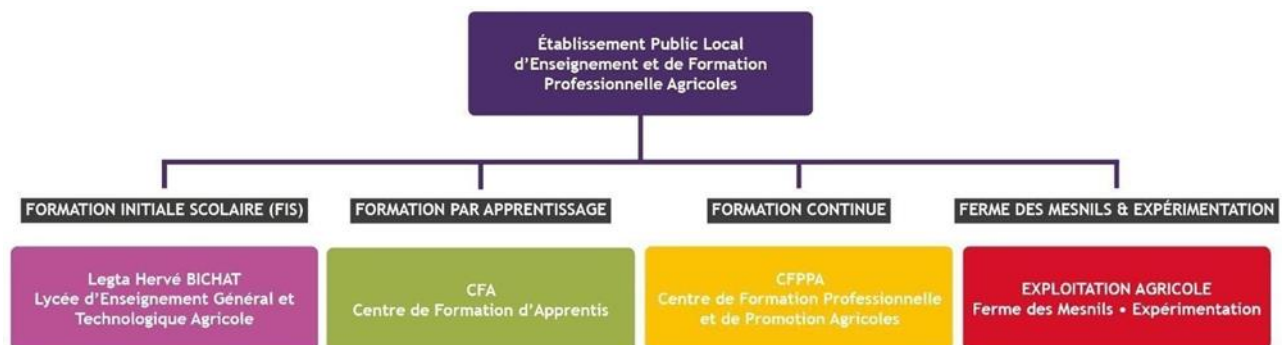 Établissement Public Local
d'Enseignement et de Formation
Professionnelle Agricoles
FORMATION INITIALE SCOLAIRE (FIS)
FORMATION PAR APPRENTISSAGE
FORMATION CONTINUE
FERME DES MESNILS & EXPÉRIMENTATION
Legta Hervé BICHAT
Lycée d'Enseignement Général et
Technologique Agricole
CFA
Centre de Formation d'Apprentis
CFPPA
Centre de Formation Professionnelle
et de Promotion Agricoles
EXPLOITATION AGRICOLE
Ferme des Mesnils • Expérimentation